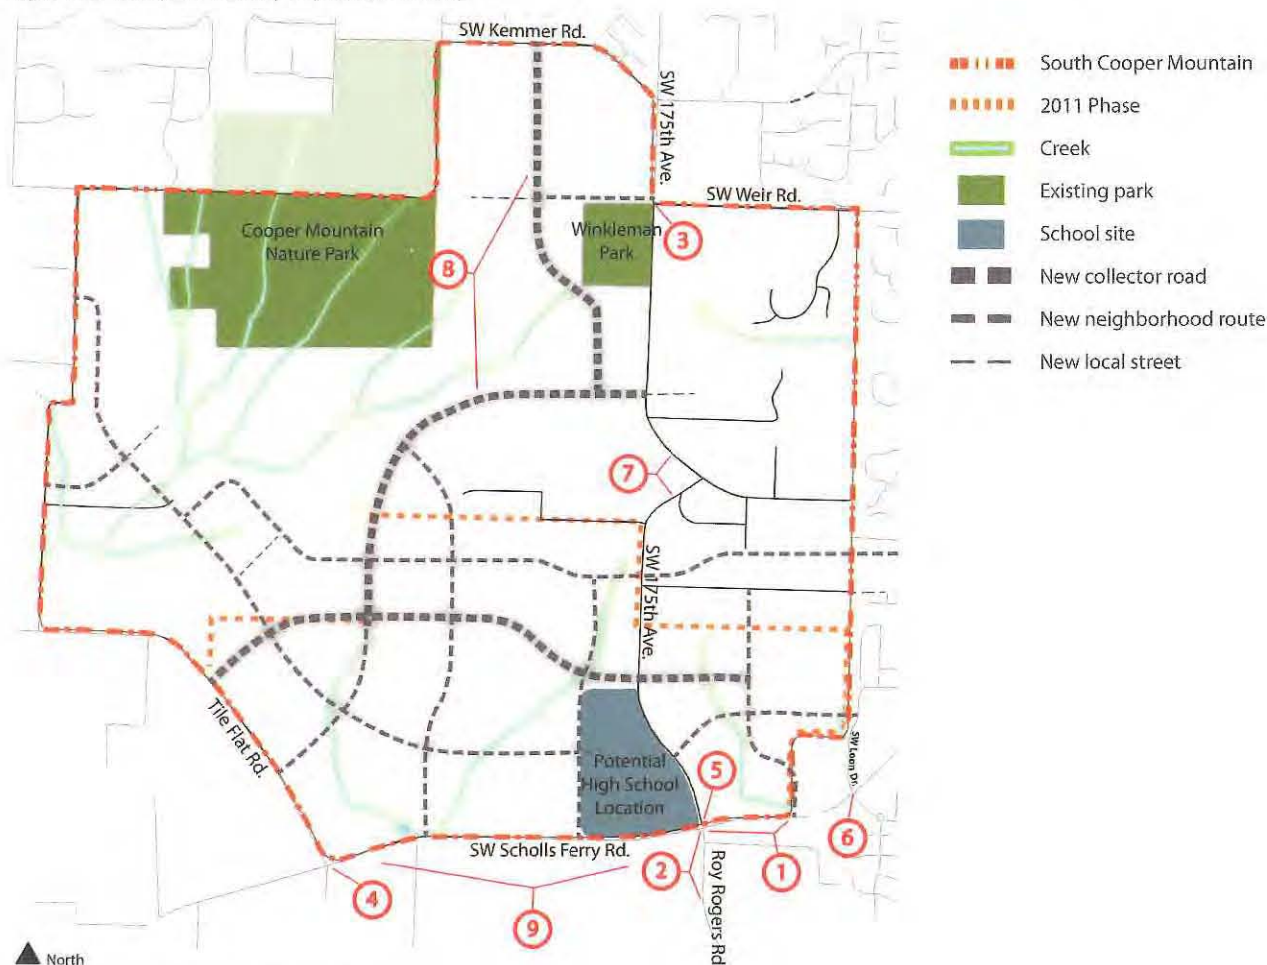 SW Kemmer Rd.
SW 175th Ave.
SW Weir Rd.
Cooper Mountain
Nature Park
Winkleman
Park
3
8
7
SW 175th Ave.
Tile Flat Rd.
Potential
High School
Location
5
SW Loon Dr.
6
SW Scholls Ferry Rd.
2
1
Roy Rogers Rd
4
9
North
South Cooper Mountain
2011 Phase
Creek
Existing park
School site
New collector road
New neighborhood route
New local street